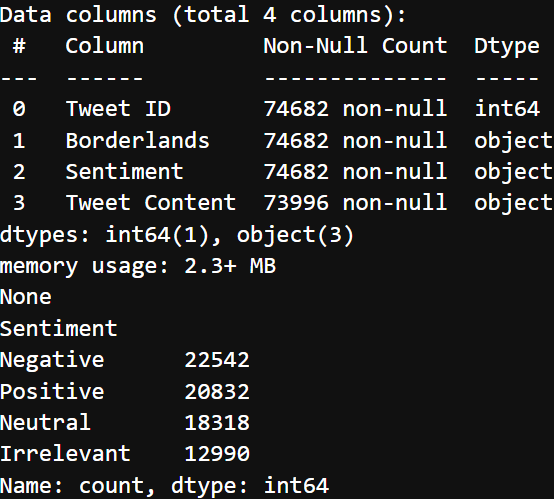 Data columns (total 4 columns):
 #   Column         Non-Null Count  Dtype
---  ------         --------------  -----
 0   Tweet ID       74682 non-null  int64
 1   Borderlands    74682 non-null  object
 2   Sentiment      74682 non-null  object
 3   Tweet Content  73996 non-null  object
dtypes: int64(1), object(3)
memory usage: 2.3+ MB
None
Sentiment
Negative      22542
Positive      20832
Neutral       18318
Irrelevant    12990
Name: count, dtype: int64